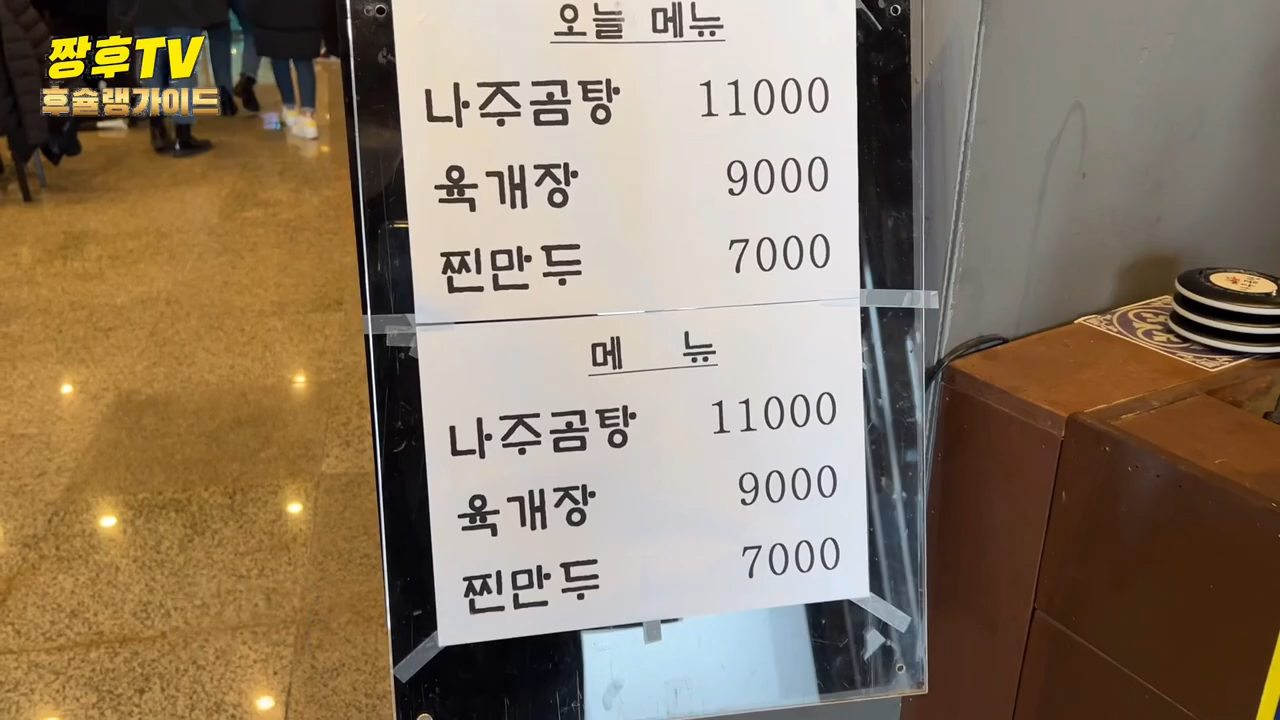 짱후TV
후슐랭가이드
오늘 메뉴
나주곰탕 11000
육개장 9000
찐만두 7000
메 뉴
나주곰탕 11000
육개장 9000
찐만두 7000